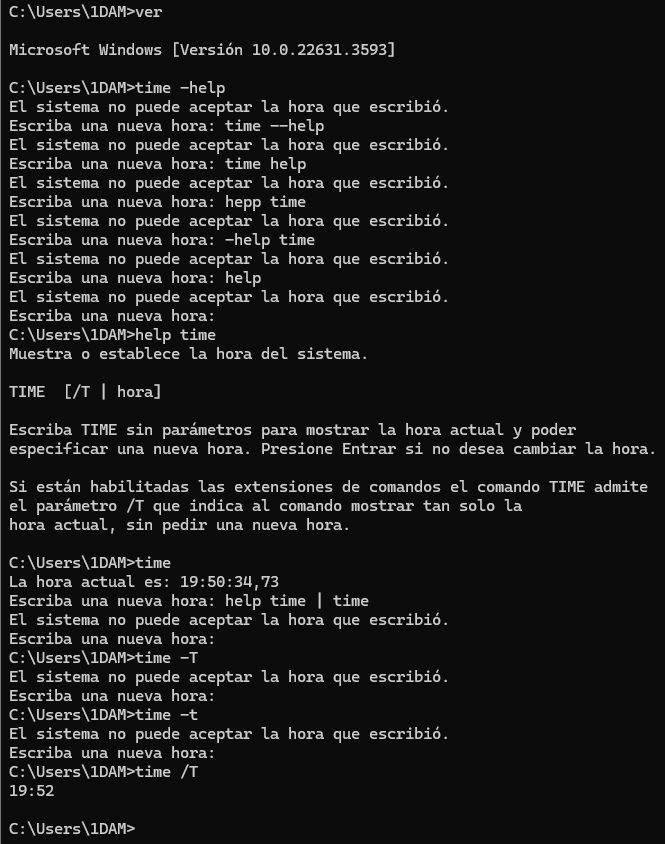 C:\Users\1DAM>ver
Microsoft Windows [Versión 10.0.22631.3593]
C:\Users\1DAM>time -help
El sistema no puede aceptar la hora que escribió.
Escriba una nueva hora: time --help
El sistema no puede aceptar la hora que escribió.
Escriba una nueva hora: time help
El sistema no puede aceptar la hora que escribió.
Escriba una nueva hora: hepp time
El sistema no puede aceptar la hora que escribió.
Escriba una nueva hora: -help time
El sistema no puede aceptar la hora que escribió.
Escriba una nueva hora: help
El sistema no puede aceptar la hora que escribió.
Escriba una nueva hora:
C:\Users\1DAM>help time
Muestra o establece la hora del sistema.
TIME  [/T | hora]
Escriba TIME sin parámetros para mostrar la hora actual y poder
especificar una nueva hora. Presione Entrar si no desea cambiar la hora.
Si están habilitadas las extensiones de comandos el comando TIME admite
el parámetro /T que indica al comando mostrar tan solo la
hora actual, sin pedir una nueva hora.
C:\Users\1DAM>time
La hora actual es: 19:50:34,73
Escriba una nueva hora: help time | time
El sistema no puede aceptar la hora que escribió.
Escriba una nueva hora:
C:\Users\1DAM>time -T
El sistema no puede aceptar la hora que escribió.
Escriba una nueva hora:
C:\Users\1DAM>time -t
El sistema no puede aceptar la hora que escribió.
Escriba una nueva hora:
C:\Users\1DAM>time /T
19:52
C:\Users\1DAM>